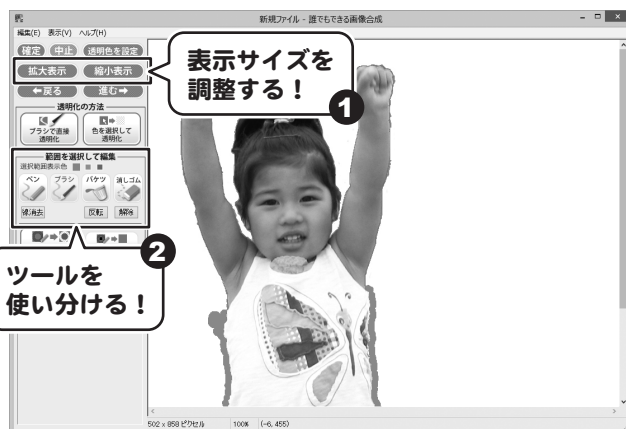 新規ファイル - 誰でもできる画像合成
編集(E) 表示(V) ヘルプ(H)
確定 中止 透明色を設定
拡大表示 縮小表示
←戻る 進む→
透明化の方法
ブラシで直接
透明化
色を選択して
透明化
範囲を選択して編集
選択範囲表示色
ペン ブラシ バケツ 消しゴム
線消去 反転 解除
表示サイズを
調整する!
1
2
ツールを
使い分ける!
502 x 858 ピクセル 100% (-6, 455)